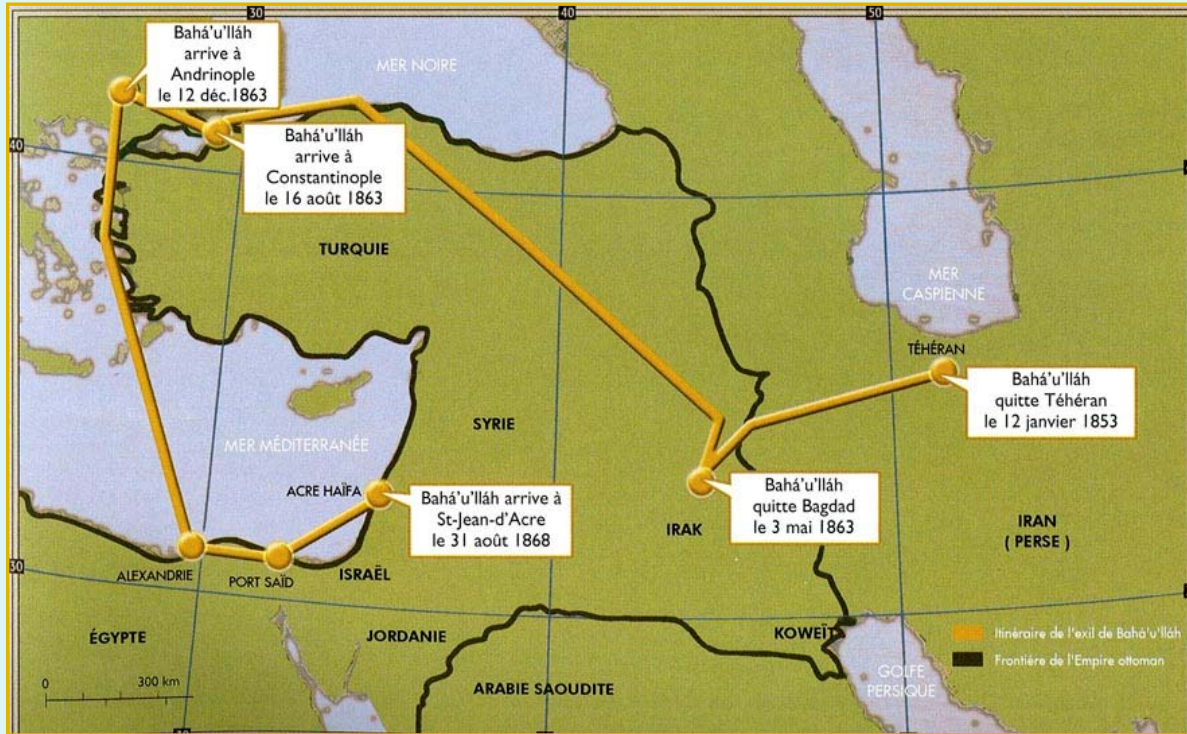 30
40
50
Bahá'u'lláh
arrive à
Andrinople
le 12 déc.1863
MER NOIRE
40
Bahá'u'lláh
arrive à
Constantinople
le 16 août 1863
TURQUIE
MER
CASPIENNE
TÉHÉRAN
Bahá'u'lláh
quitte Téhéran
le 12 janvier 1853
SYRIE
MER MÉDITERRANÉE
ACRE HAÏFA
Bahá'u'lláh arrive à
St-Jean-d'Acre
le 31 août 1868
Bahá'u'lláh
quitte Bagdad
le 3 mai 1863
IRAK
IRAN
( PERSE )
30
ALEXANDRIE
PORT SAÏD
ISRAËL
ÉGYPTE
JORDANIE
KOWEÏT
ARABIE SAOUDITE
GOLFE
PERSIQUE
Itinéraire de l'exil de Bahá'u'lláh
Frontière de l'Empire ottoman
0
300 km